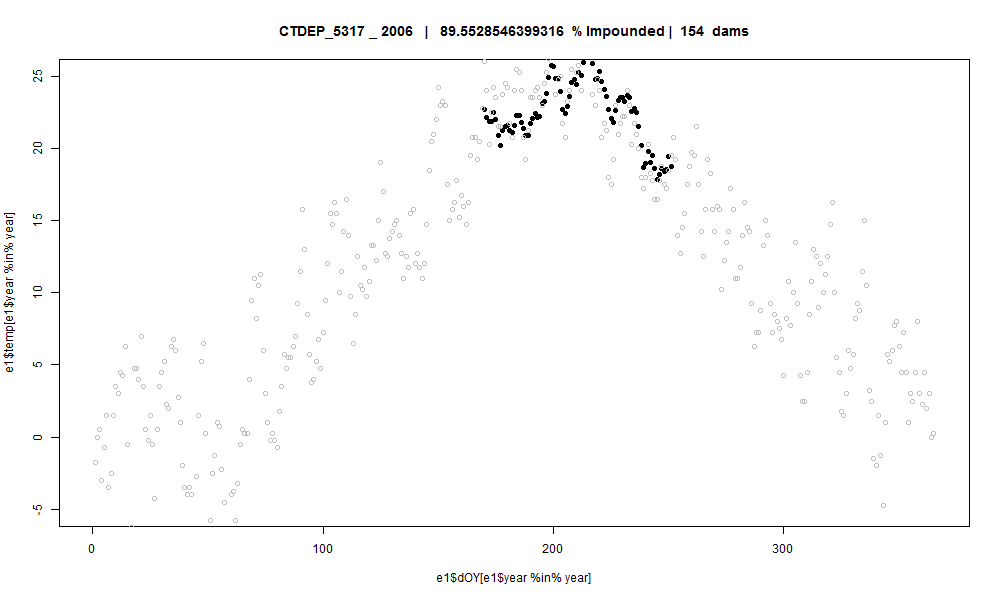 CTDEP_5317 _ 2006 | 89.5528546399316 % Impounded | 154 dams
e1$temp[e1$year %in% year]
25
20
15
10
5
0
-5
0 100 200 300
e1$dOY[e1$year %in% year]